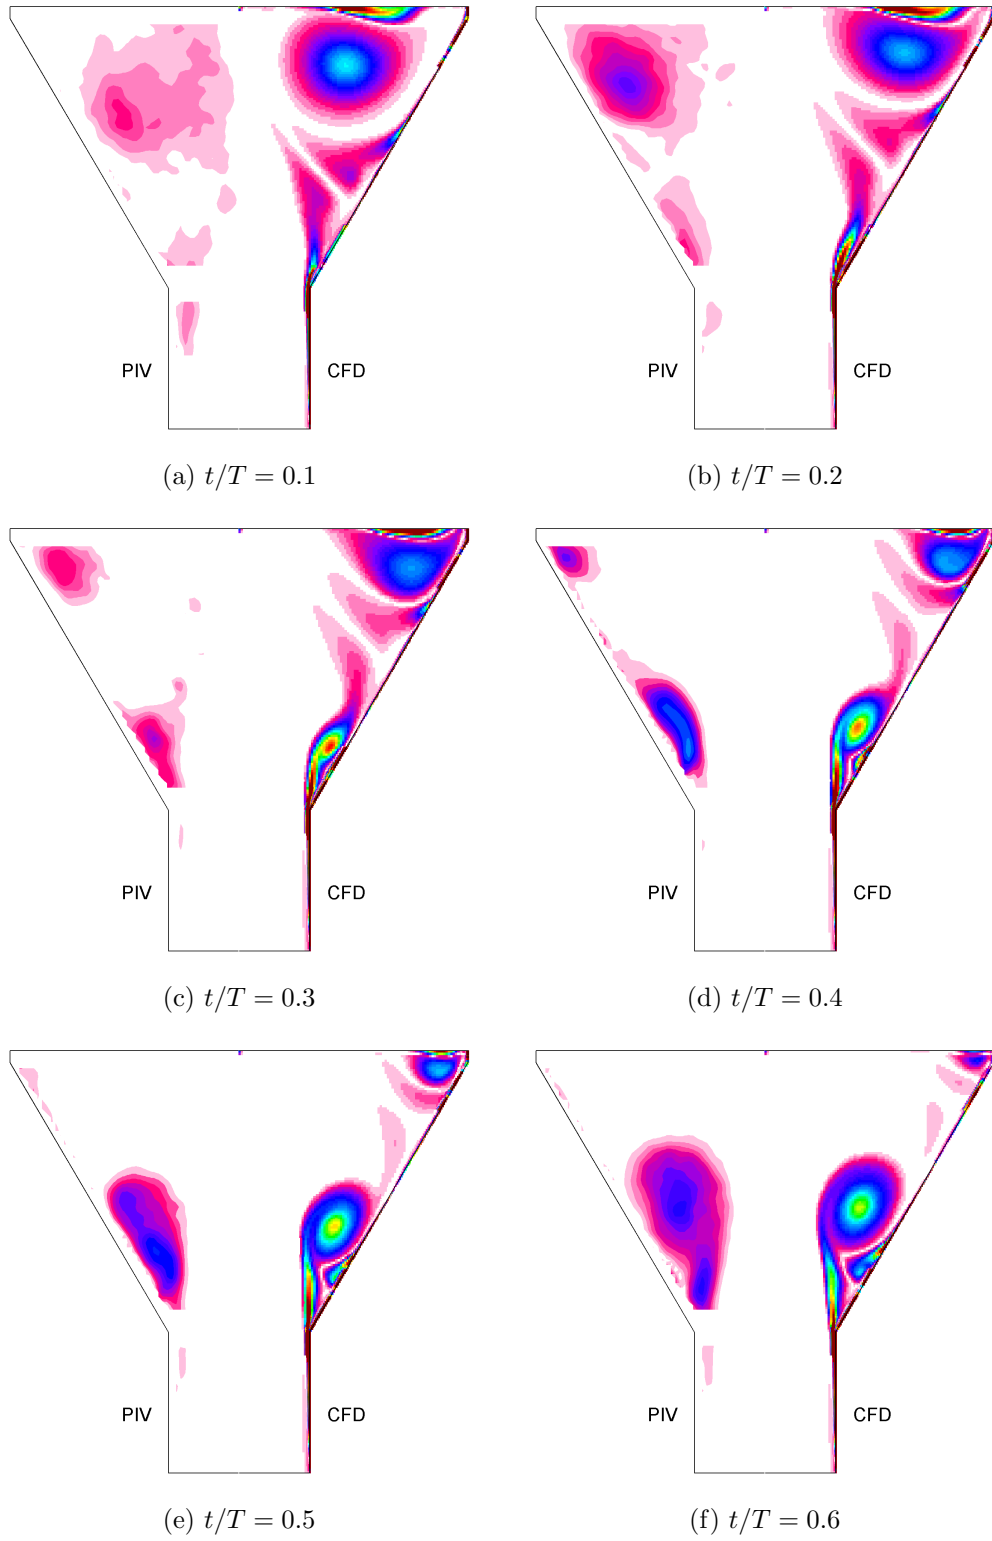 PIV CFD
PIV CFD
(a) t/T = 0.1
(b) t/T = 0.2
PIV CFD
PIV CFD
(c) t/T = 0.3
(d) t/T = 0.4
PIV CFD
PIV CFD
(e) t/T = 0.5
(f) t/T = 0.6